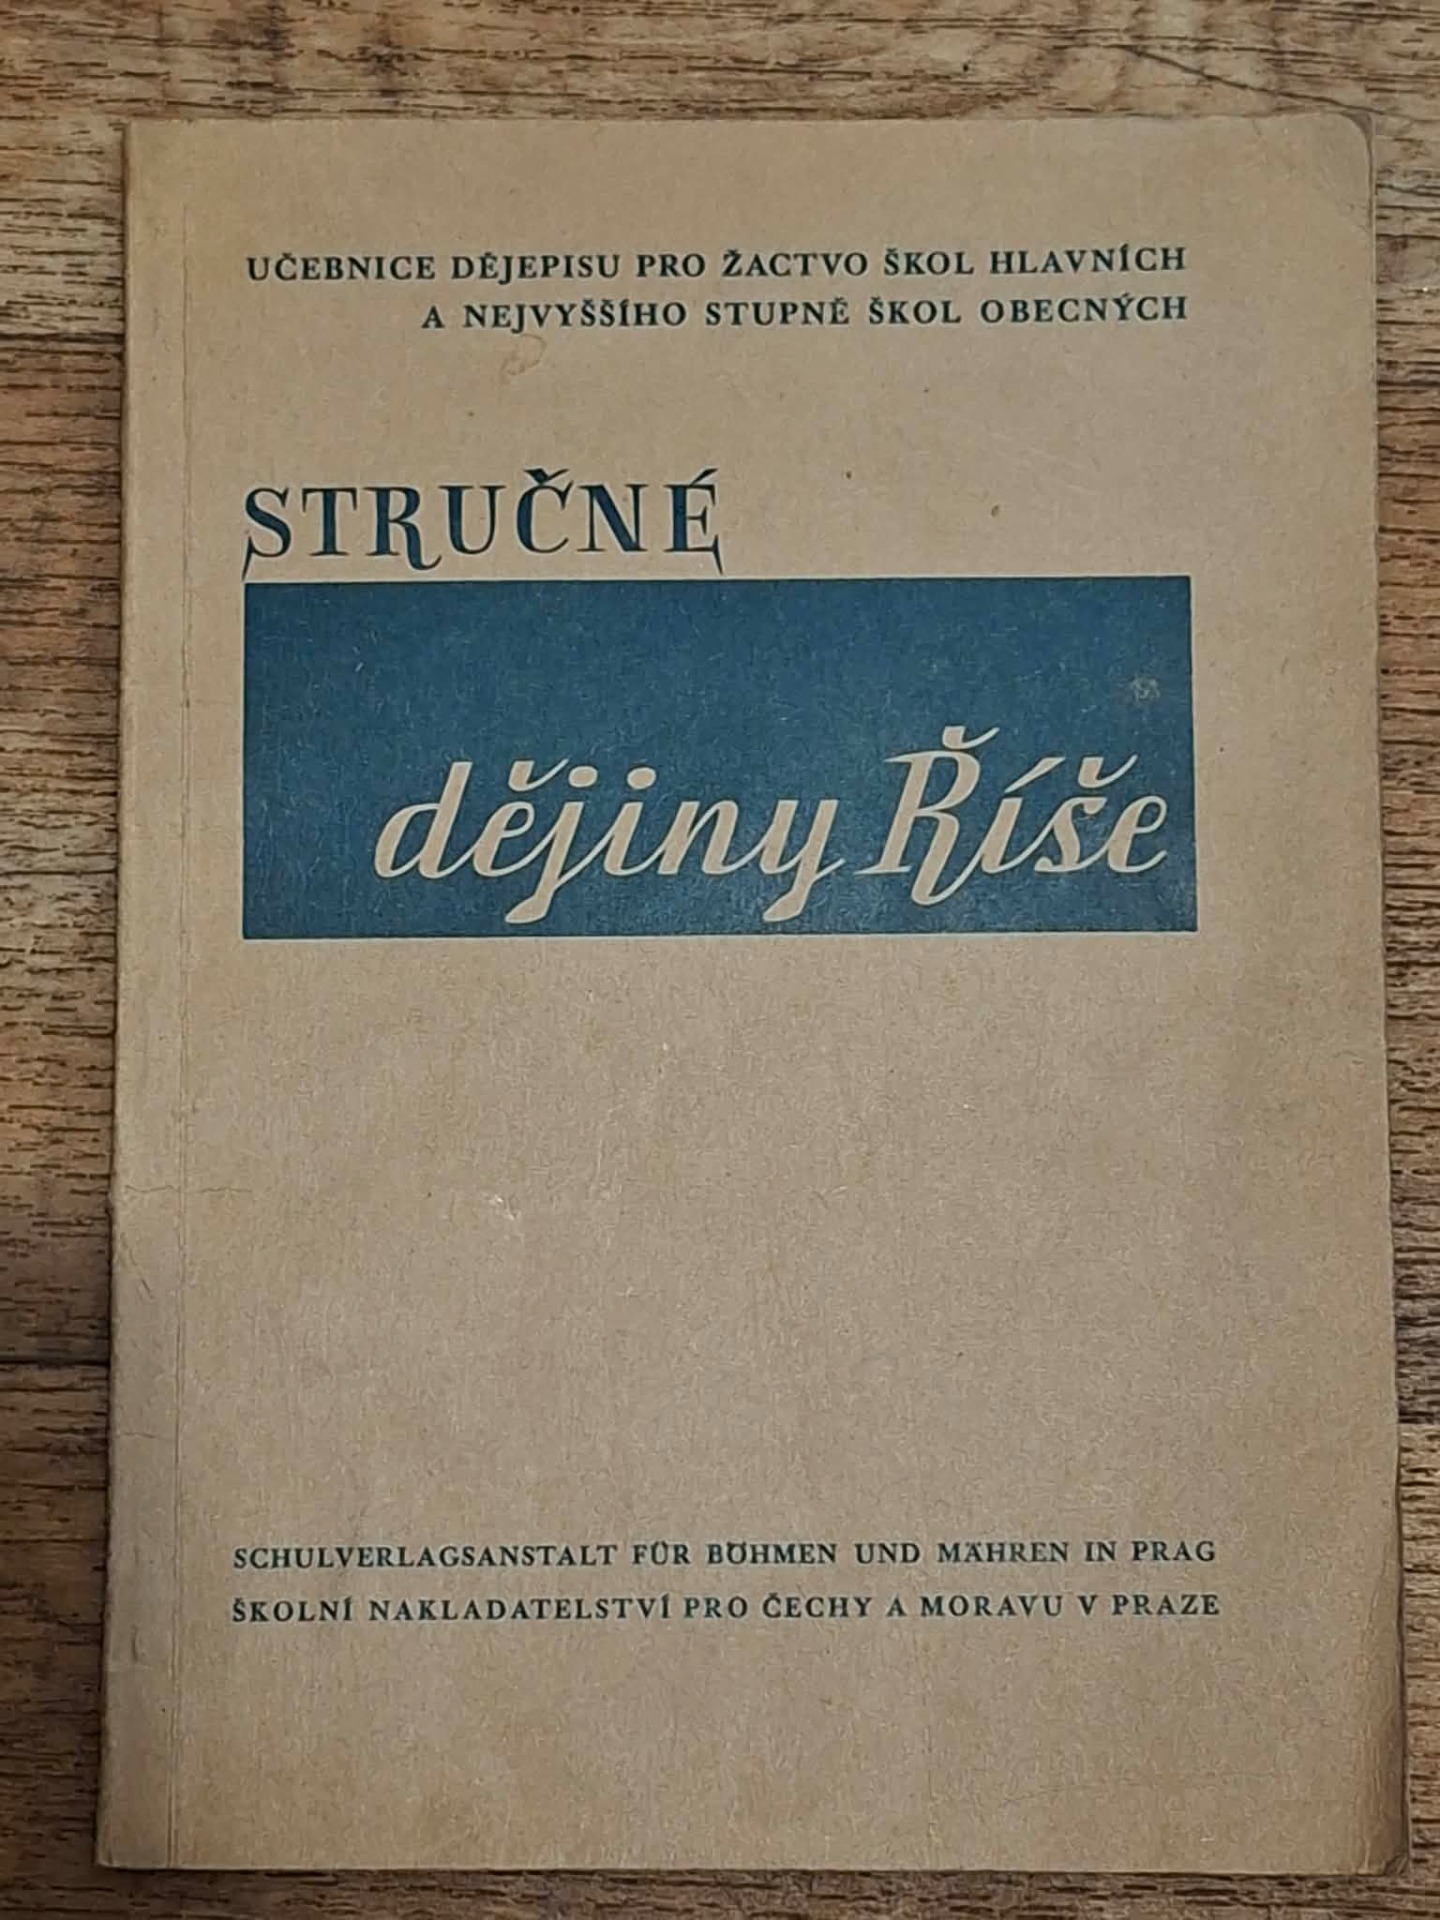 UČEBNICE DĚJEPISU PRO ŽACTVO ŠKOL HLAVNÍCH
A NEJVYŠŠÍHO STUPNĚ ŠKOL OBECNÝCH
STRUČNÉ
dějiny Říše
SCHULVERLAGSANSTALT FÜR BÖHMEN UND MÄHREN IN PRAG
ŠKOLNÍ NAKLADATELSTVÍ PRO ČECHY A MORAVU V PRAZE